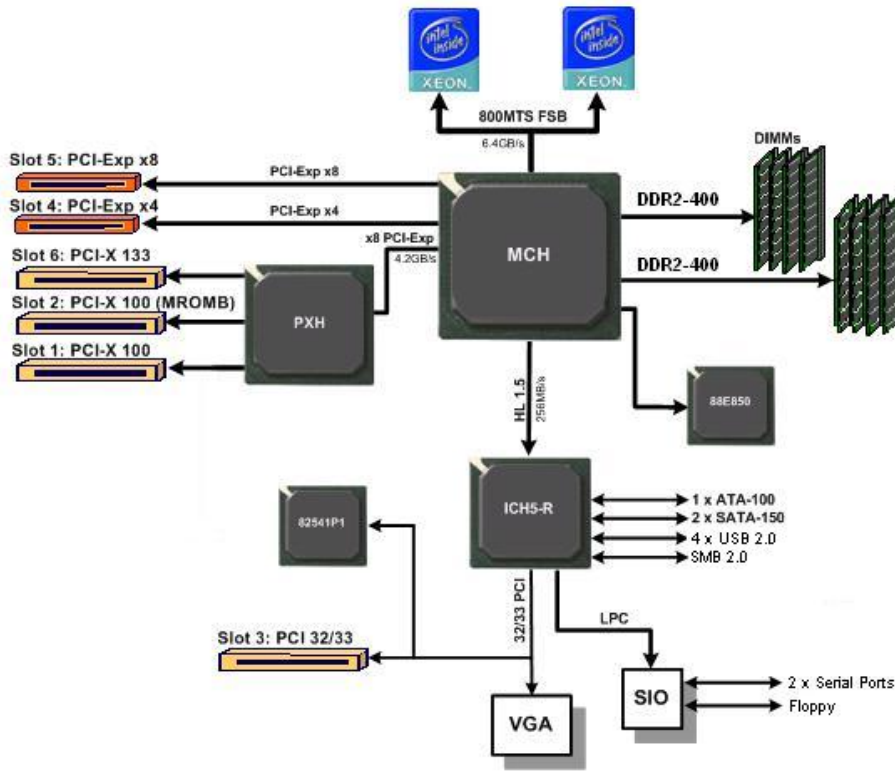 intel inside
XEON
intel inside
XEON
800MTS FSB
6.4GB/s
DIMMs
Slot 5: PCI-Exp x8
PCI-Exp x8
Slot 4: PCI-Exp x4
PCI-Exp x4
DDR2-400
MCH
x8 PCI-Exp
4.2GB/s
DDR2-400
Slot 6: PCI-X 133
Slot 2: PCI-X 100 (MROMB)
PXH
Slot 1: PCI-X 100
HL 1.5
256MB/s
88E850
ICH5-R
1 x ATA-100
2 x SATA-150
4 x USB 2.0
SMB 2.0
82541P1
32/33 PCI
LPC
Slot 3: PCI 32/33
VGA
SIO
2 x Serial Ports
Floppy